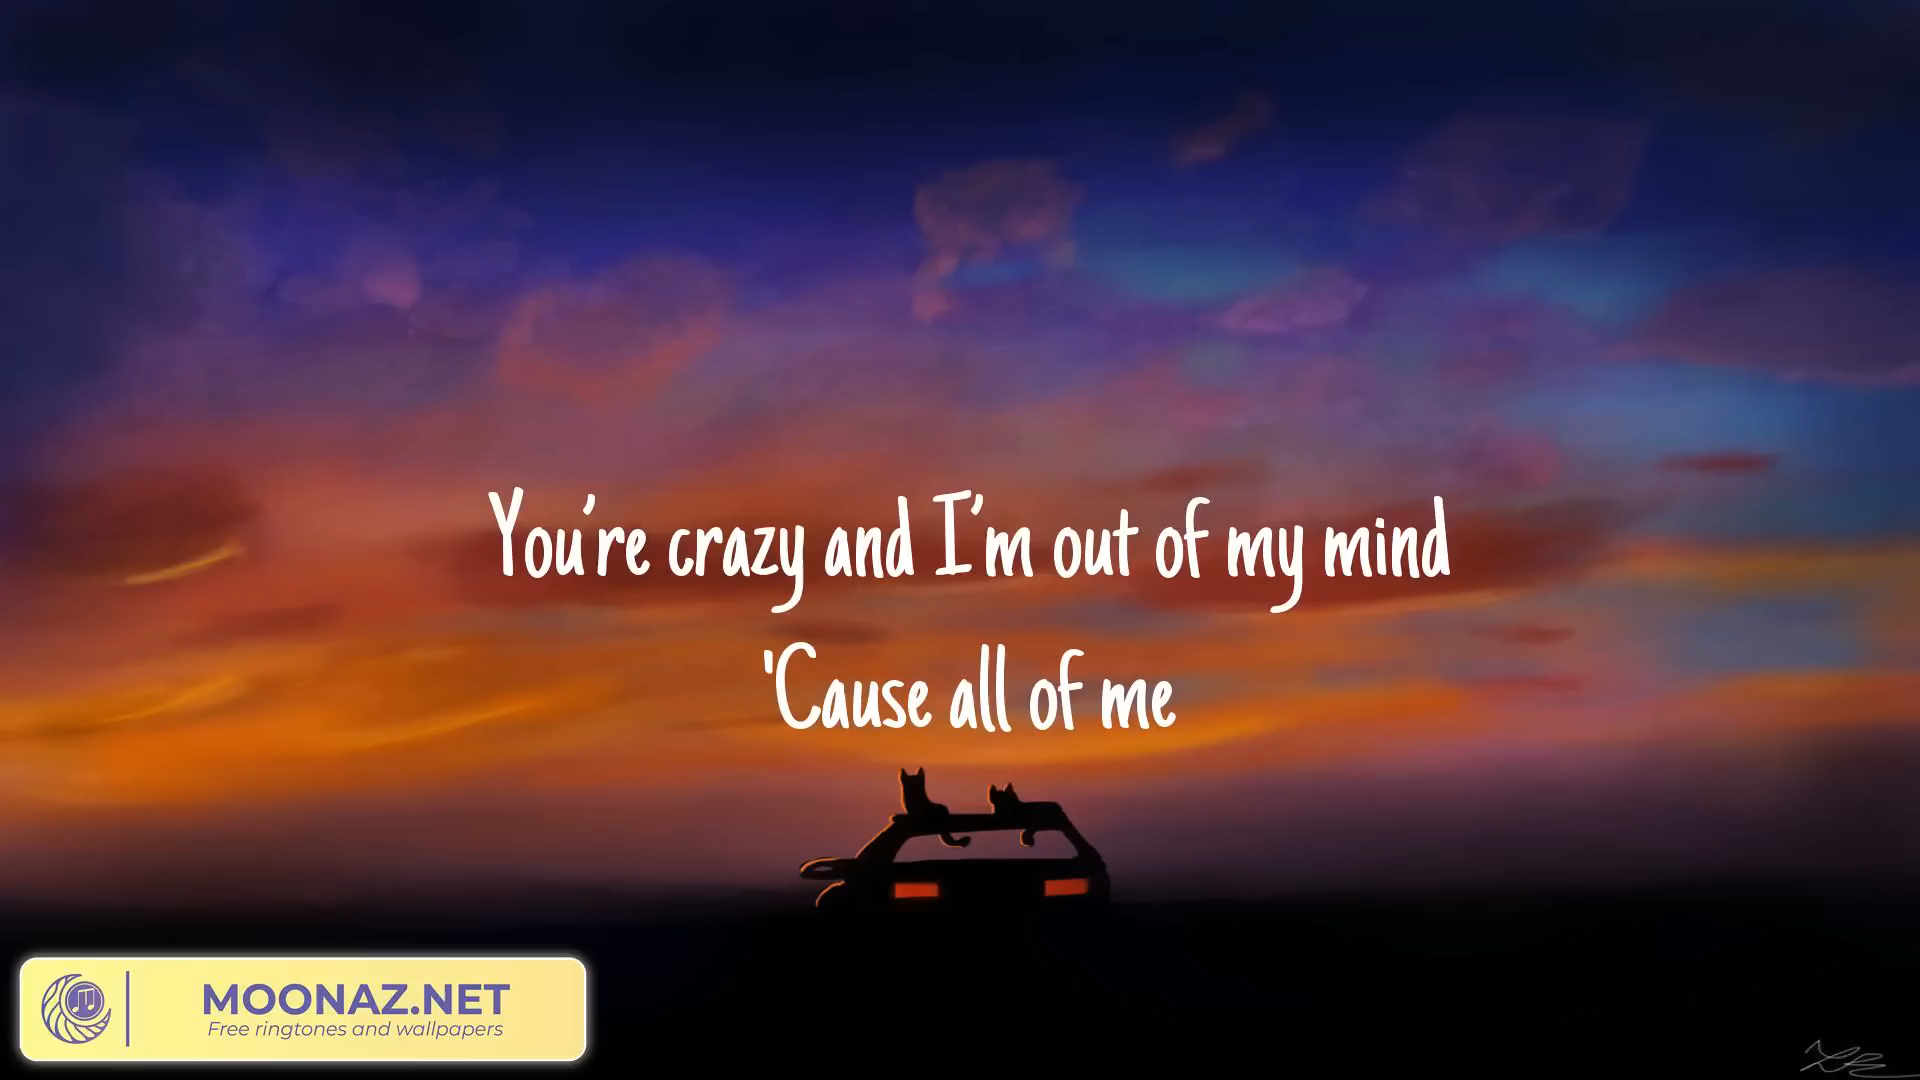 You're crazy and I'm out of my mind
'Cause all of me
MOONAZ.NET
Free ringtones and wallpapers